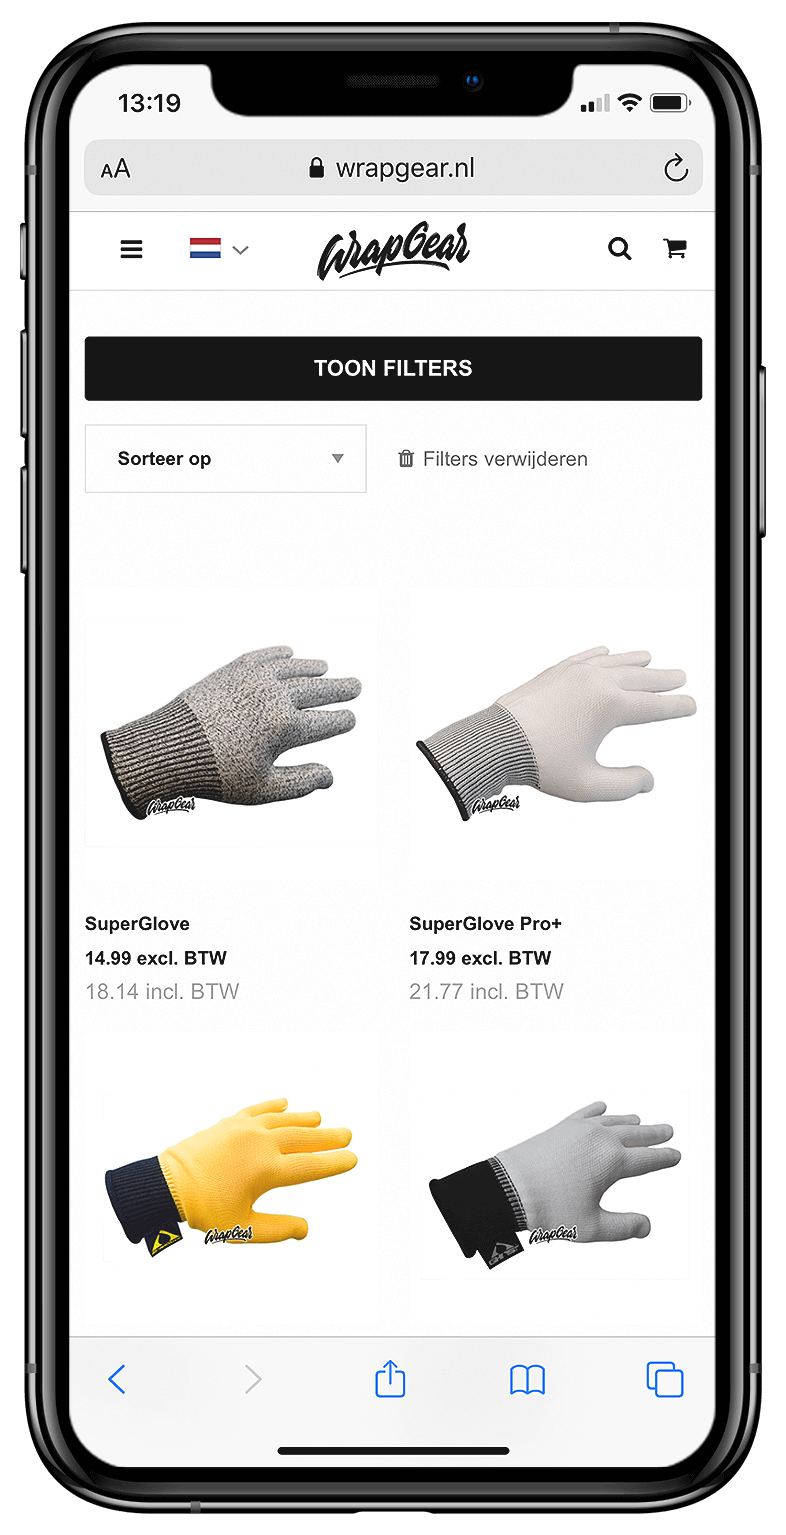 13:19
AA wrapgear.nl
WrapGear
TOON FILTERS
Sorteer op
Filters verwijderen
WrapGear
WrapGear
SuperGlove
14.99 excl. BTW
18.14 incl. BTW
SuperGlove Pro+
17.99 excl. BTW
21.77 incl. BTW
WrapGear
WrapGear